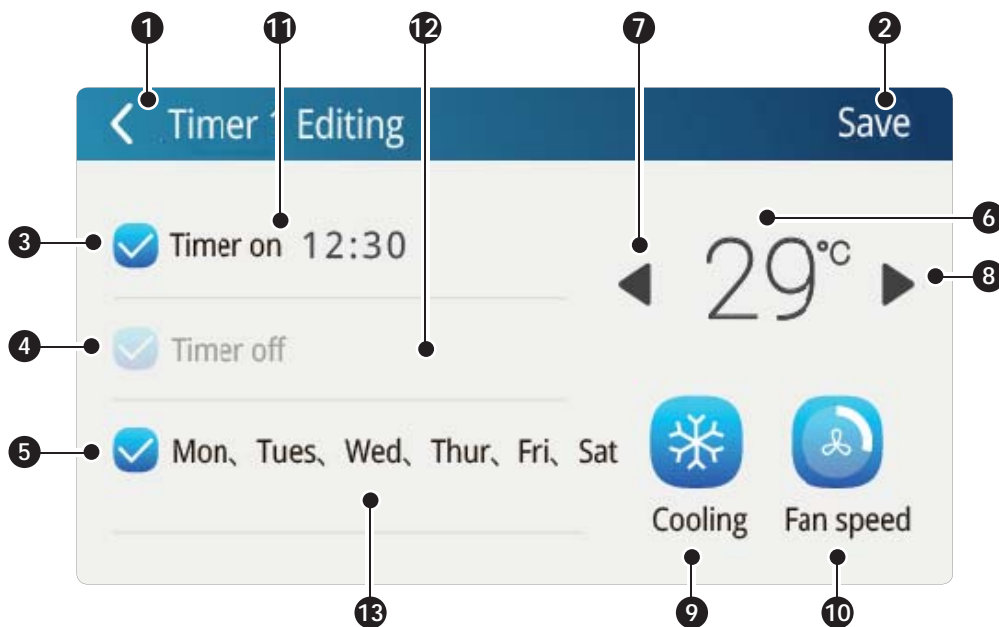 1 11 12 7 2
Timer 1 Editing Save
3 Timer on 12:30
6
29°C
8
4 Timer off
5 Mon、Tues、Wed、Thur、Fri、Sat
Cooling Fan speed
13 9 10